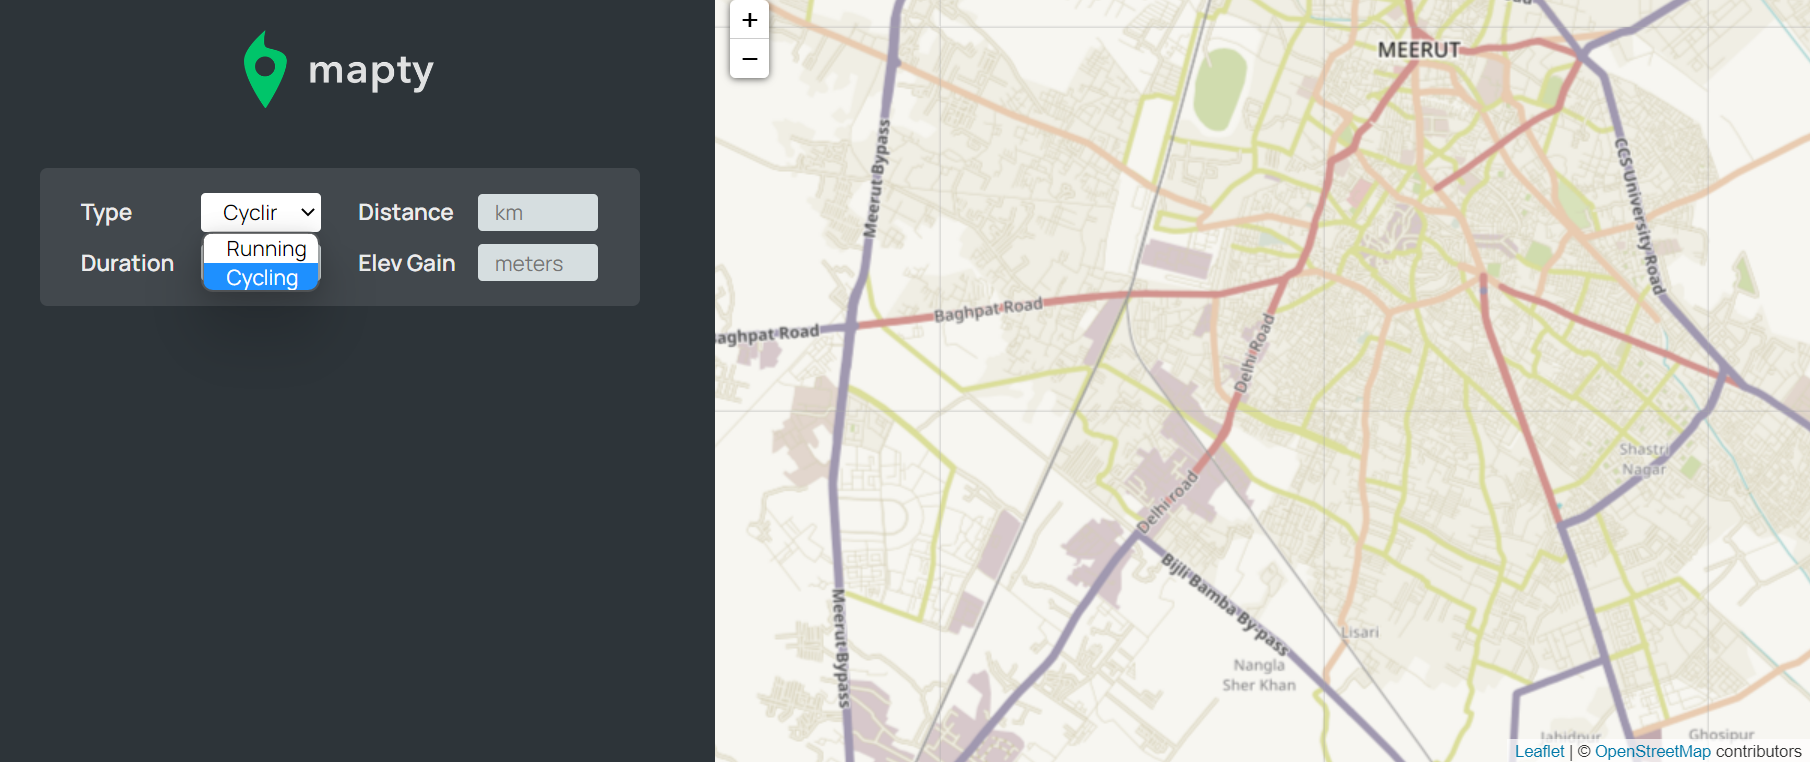 mapty
Type
Cyclir
Distance
km
Running
Cycling
Duration
Elev Gain
meters
+
−
MEERUT
Meerut Bypass
CCS University Road
Baghpat Road
aghpat Road
Delhi Road
Shastri
Nagar
Delhi road
Bijli Bamba By-pass
Meerut Bypass
Lisari
Nangla
Sher Khan
Ghosipur
Leaflet | © OpenStreetMap contributors